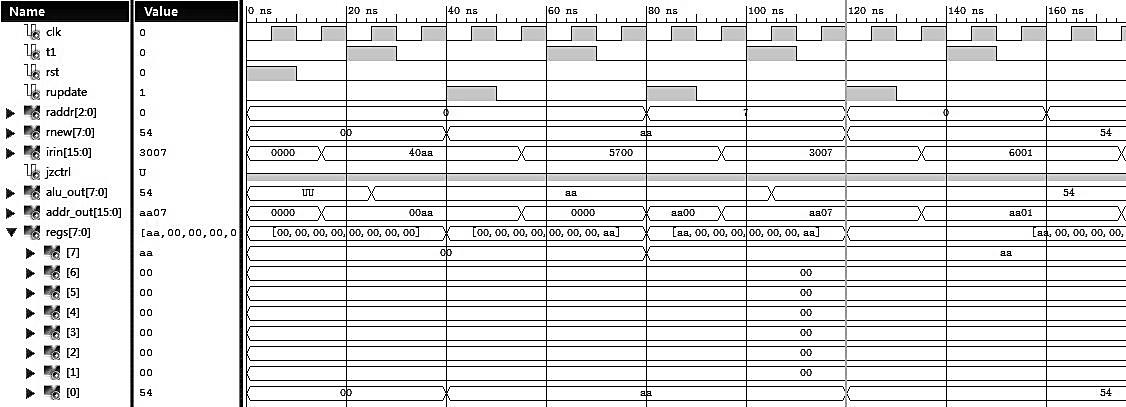 Name Value 0 ns 20 ns 40 ns 60 ns 80 ns 100 ns 120 ns 140 ns 160 ns
clk 0
t1 0
rst 0
rupdate 1
raddr[2:0] 0 0 7 0
rnew[7:0] 54 00 aa 54
irin[15:0] 3007 0000 40aa 5700 3007 6001
jzctrl U
alu_out[7:0] 54 UU aa 54
addr_out[15:0] aa07 0000 00aa 0000 aa00 aa07 aa01
regs[7:0] [aa,00,00,00,0 [00,00,00,00,00,00,00,00] [00,00,00,00,00,00,00,aa] [aa,00,00,00,00,00,00,aa] [aa,00,00,00,00,
[7] aa 00 aa
[6] 00 00
[5] 00 00
[4] 00 00
[3] 00 00
[2] 00 00
[1] 00 00
[0] 54 00 aa 54